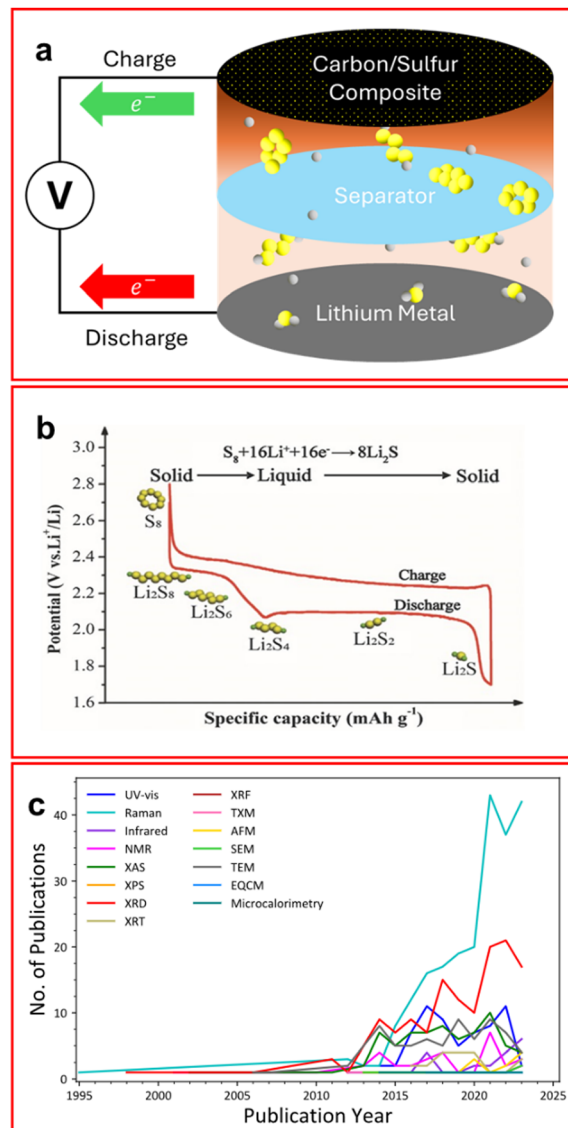 a
Charge
e⁻
V
e⁻
Discharge
Carbon/Sulfur
Composite
Separator
Lithium Metal
b
S₈+16Li⁺+16e⁻→8Li₂S
Solid → Liquid → Solid
3.0
2.8
2.6
2.4
2.2
2.0
1.8
1.6
Potential (V vs.Li⁺/Li)
S₈
Li₂S₈
Li₂S₆
Li₂S₄
Li₂S₂
Li₂S
Charge
Discharge
Specific capacity (mAh g⁻¹)
c
UV-vis
Raman
Infrared
NMR
XAS
XPS
XRD
XRT
XRF
TXM
AFM
SEM
TEM
EQCM
Microcalorimetry
No. of Publications
40
30
20
10
0
1995 2000 2005 2010 2015 2020 2025
Publication Year